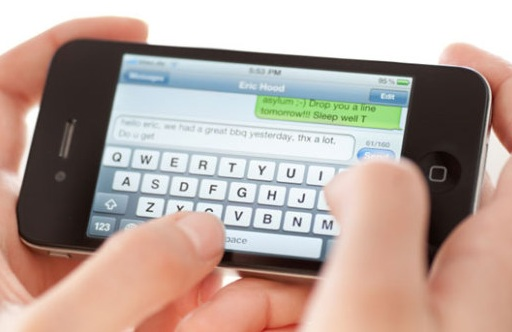 5:53 PM
85 %
Messages
Eric Hood
Edit
asylum ;-) Drop you a line
tomorrow!!! Sleep well T
hello eric, we had a great bbq yesterday, thx a lot.
Do u get
61/160
Send
Q W E R T Y U I
A S D F G H J
Z C V B N M
123
space